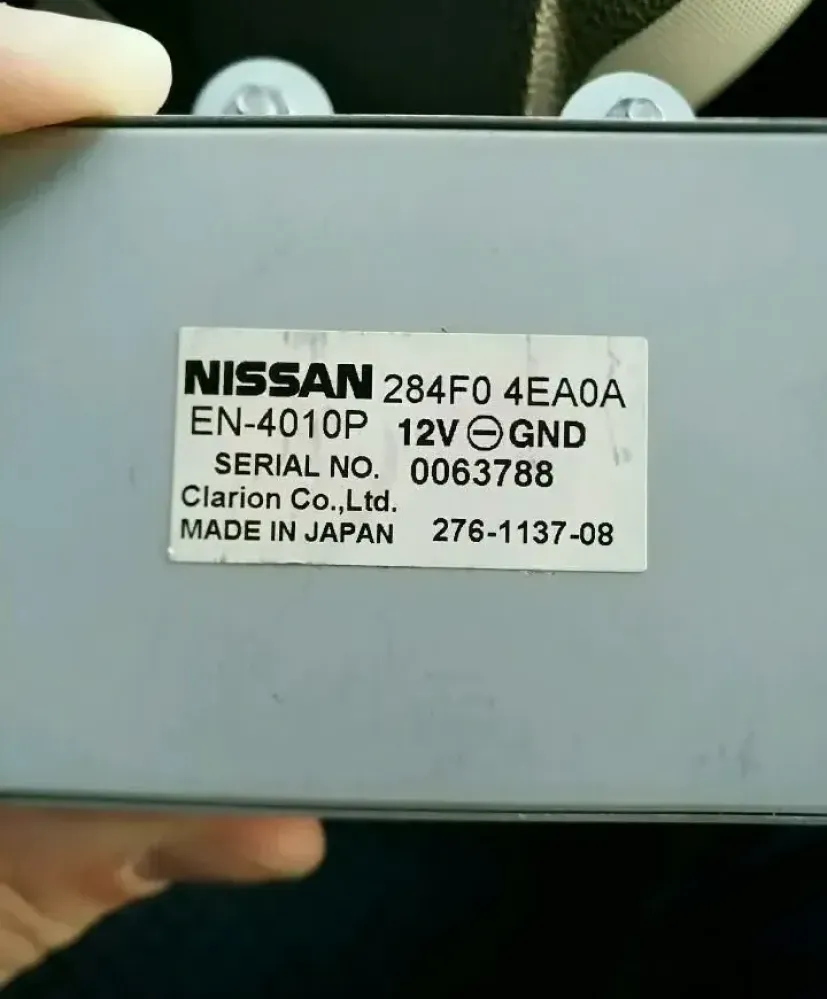 NISSAN 284F0 4EA0A
EN-4010P 12V ⊖ GND
SERIAL NO. 0063788
Clarion Co.,Ltd.
MADE IN JAPAN 276-1137-08